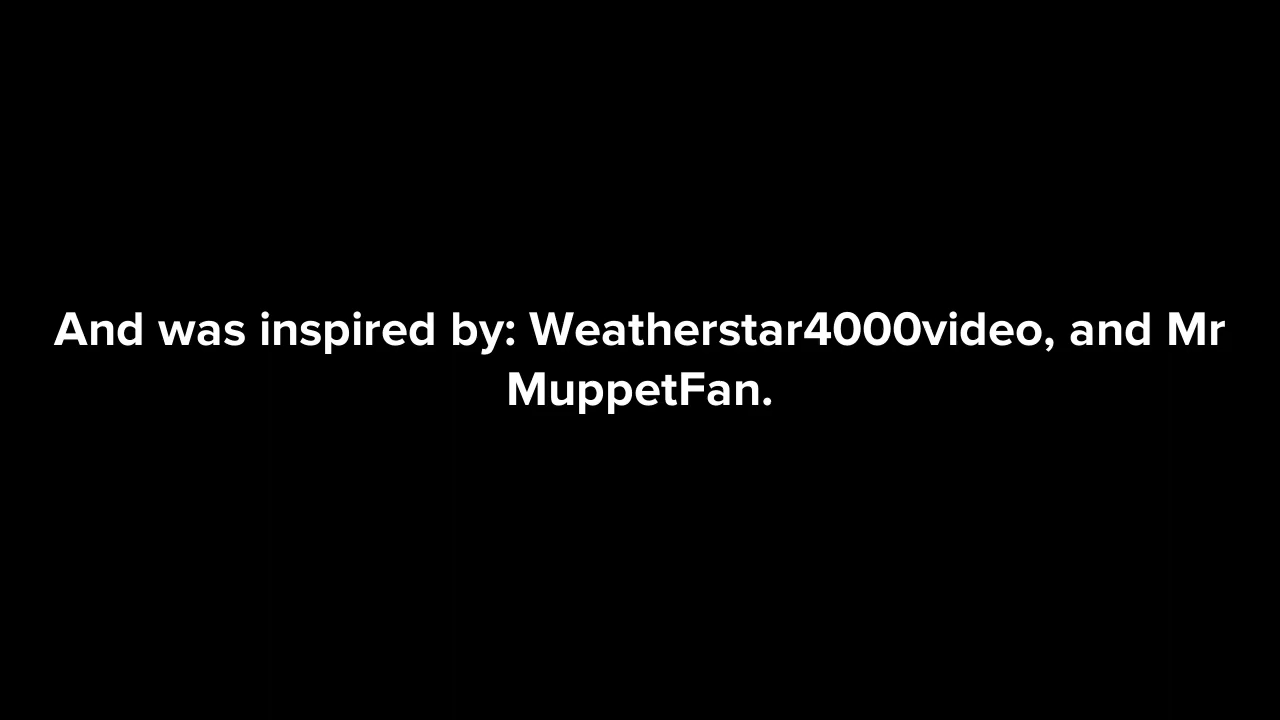 And was inspired by: Weatherstar4000video, and Mr
MuppetFan.